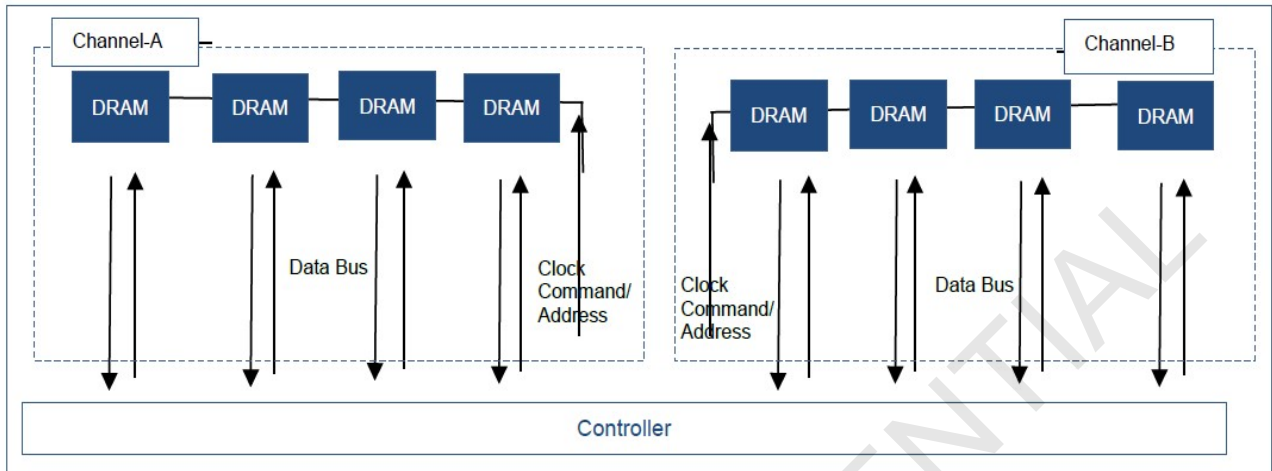 Channel-A
Channel-B
DRAM
DRAM
DRAM
DRAM
DRAM
DRAM
DRAM
DRAM
Data Bus
Clock
Command/
Address
Clock
Command/
Address
Data Bus
ENTIAL
Controller